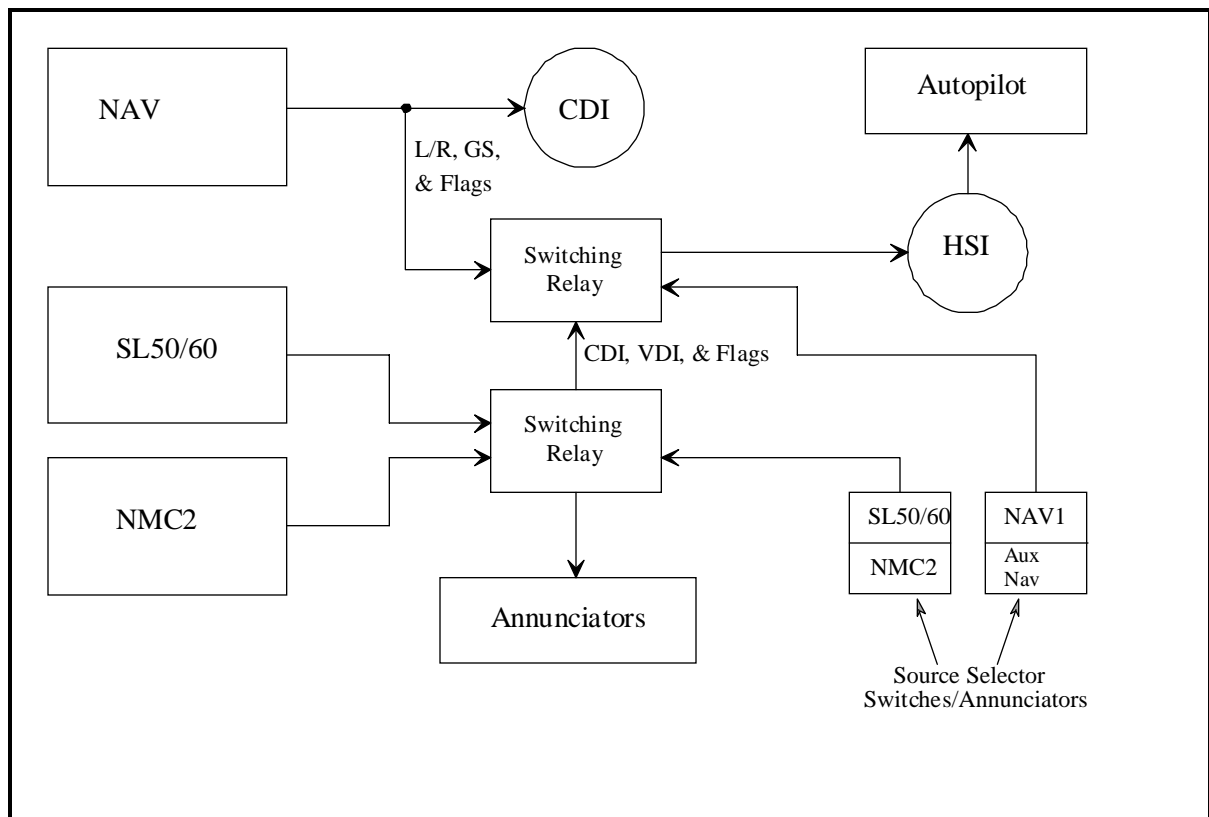 NAV
CDI
Autopilot
L/R, GS,
& Flags
Switching
Relay
HSI
SL50/60
CDI, VDI, & Flags
Switching
Relay
NMC2
SL50/60
NMC2
NAV1
Aux
Nav
Annunciators
Source Selector
Switches/Annunciators